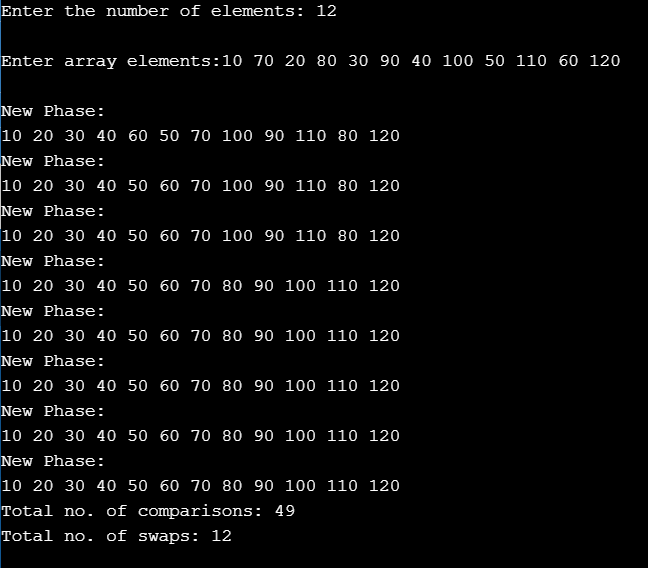 Enter the number of elements: 12
Enter array elements:10 70 20 80 30 90 40 100 50 110 60 120
New Phase:
10 20 30 40 60 50 70 100 90 110 80 120
New Phase:
10 20 30 40 50 60 70 100 90 110 80 120
New Phase:
10 20 30 40 50 60 70 100 90 110 80 120
New Phase:
10 20 30 40 50 60 70 80 90 100 110 120
New Phase:
10 20 30 40 50 60 70 80 90 100 110 120
New Phase:
10 20 30 40 50 60 70 80 90 100 110 120
New Phase:
10 20 30 40 50 60 70 80 90 100 110 120
New Phase:
10 20 30 40 50 60 70 80 90 100 110 120
Total no. of comparisons: 49
Total no. of swaps: 12